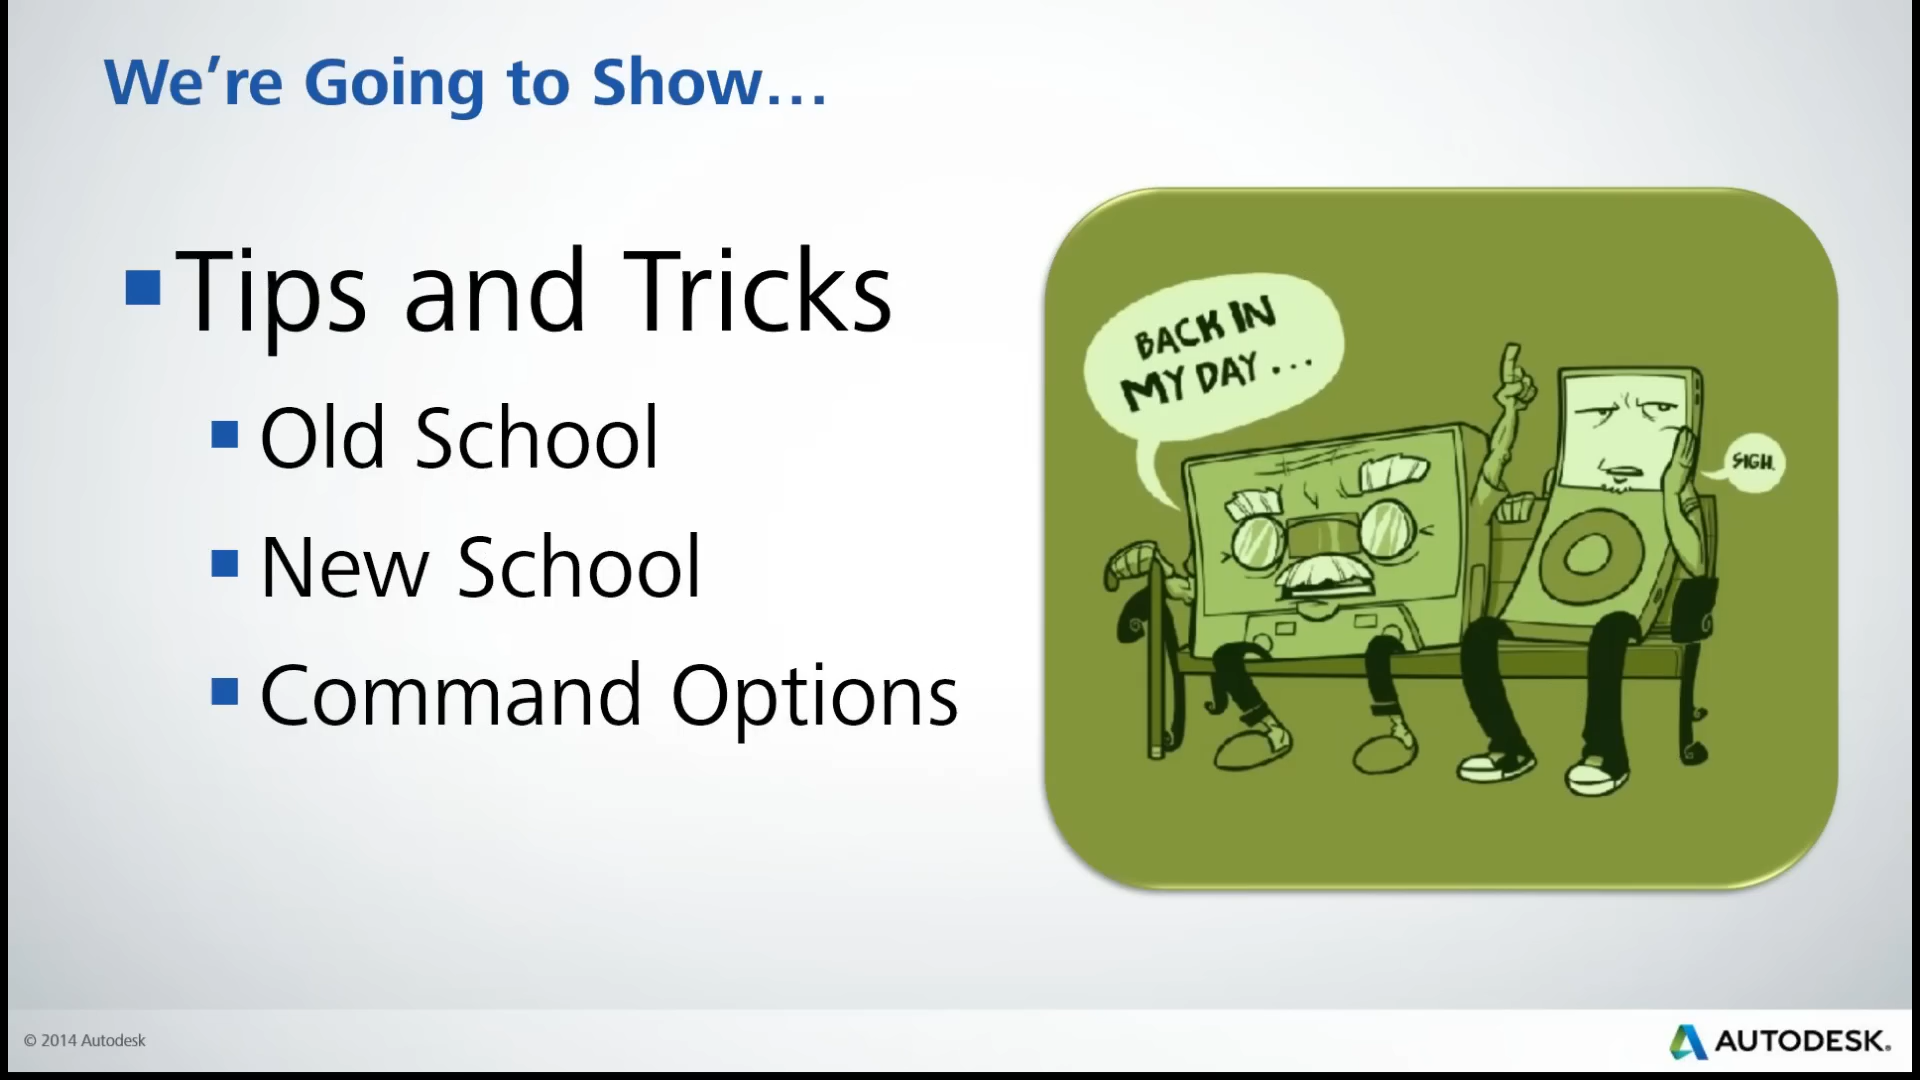 We're Going to Show...
Tips and Tricks
Old School
New School
Command Options
BACK IN
MY DAY...
SIGH.
© 2014 Autodesk
AUTODESK.